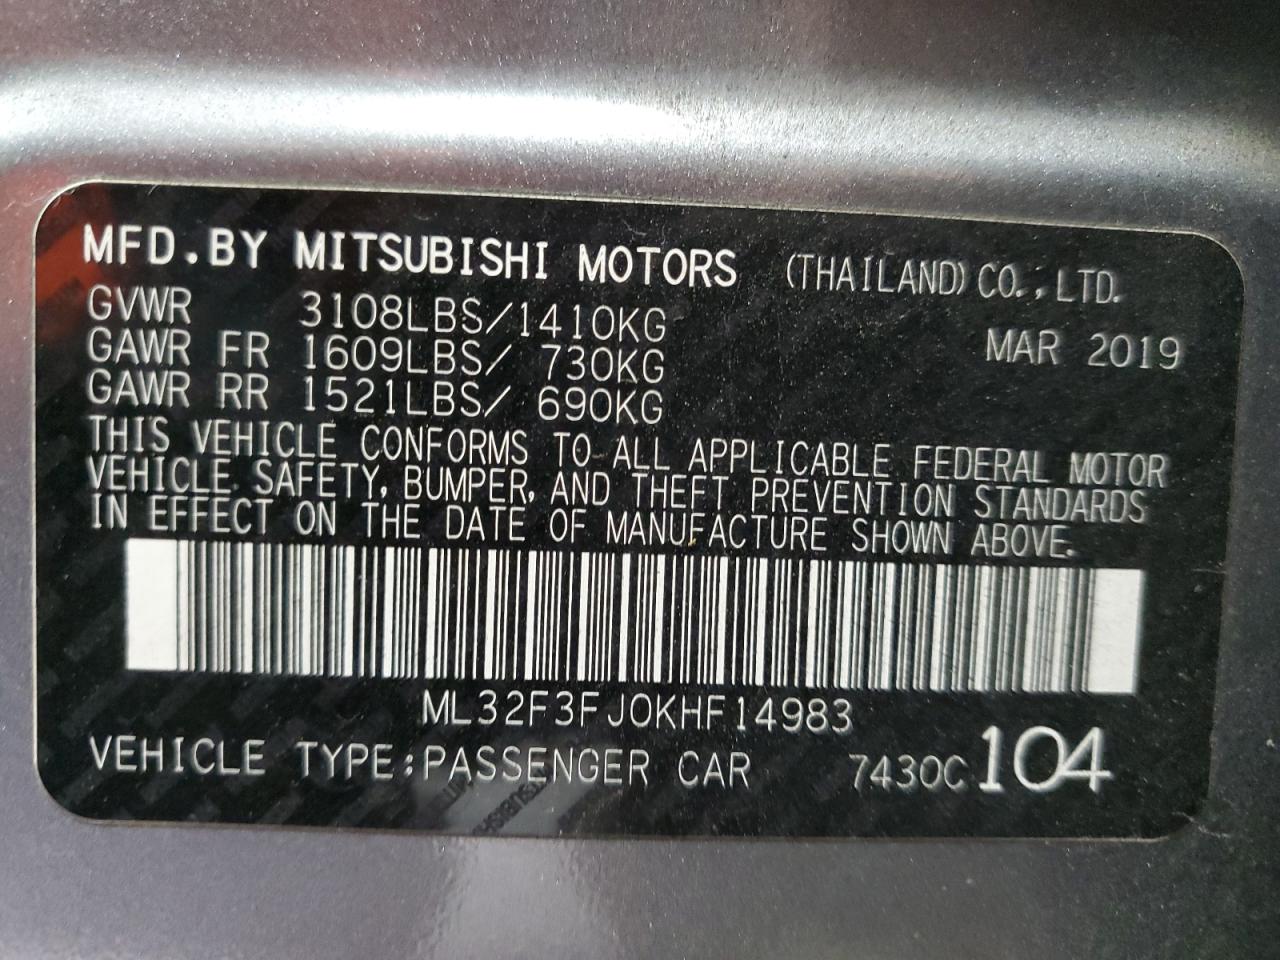 MFD.BY MITSUBISHI MOTORS (THAILAND) CO.,LTD.
GVWR 3108LBS/1410KG
GAWR FR 1609LBS/ 730KG MAR 2019
GAWR RR 1521LBS/ 690KG
THIS VEHICLE CONFORMS TO ALL APPLICABLE FEDERAL MOTOR
VEHICLE SAFETY, BUMPER, AND THEFT PREVENTION STANDARDS
IN EFFECT ON THE DATE OF MANUFACTURE SHOWN ABOVE.
ML32F3FJ0KHF14983
VEHICLE TYPE:PASSENGER CAR 7430C104